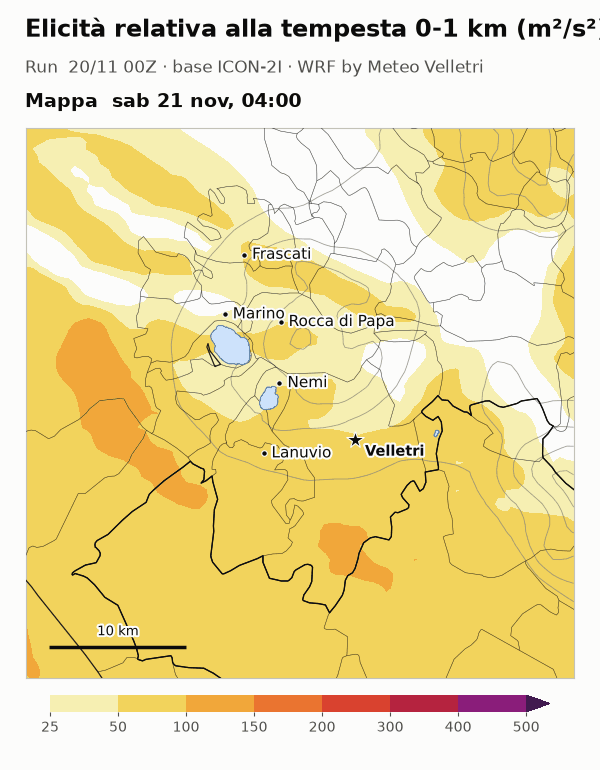 Elicità relativa alla tempesta 0-1 km (m²/s²)
Run  20/11 00Z · base ICON-2I · WRF by Meteo Velletri
Mappa  sab 21 nov, 04:00
Frascati
Marino
Rocca di Papa
Nemi
Velletri
Lanuvio
10 km
25 50 100 150 200 300 400 500